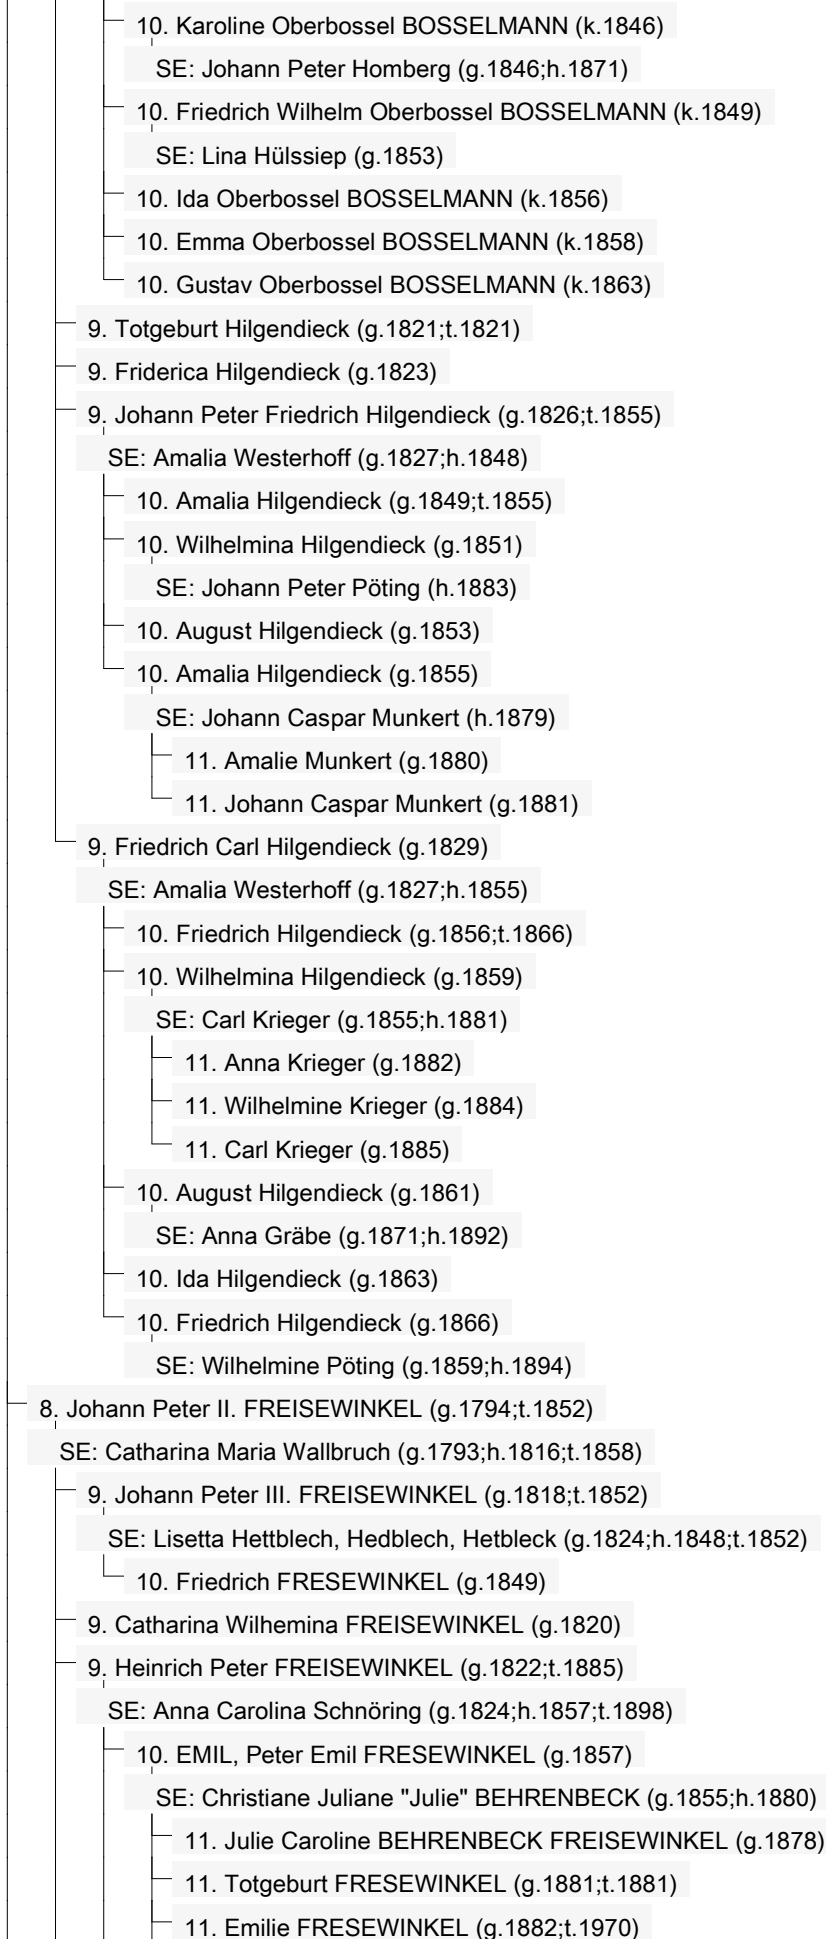 10. Karoline Oberbossel BOSSELMANN (k.1846)
SE: Johann Peter Homberg (g.1846;h.1871)
10. Friedrich Wilhelm Oberbossel BOSSELMANN (k.1849)
SE: Lina Hülssiep (g.1853)
10. Ida Oberbossel BOSSELMANN (k.1856)
10. Emma Oberbossel BOSSELMANN (k.1858)
10. Gustav Oberbossel BOSSELMANN (k.1863)
9. Totgeburt Hilgendieck (g.1821;t.1821)
9. Friderica Hilgendieck (g.1823)
9. Johann Peter Friedrich Hilgendieck (g.1826;t.1855)
SE: Amalia Westerhoff (g.1827;h.1848)
10. Amalia Hilgendieck (g.1849;t.1855)
10. Wilhelmina Hilgendieck (g.1851)
SE: Johann Peter Pöting (h.1883)
10. August Hilgendieck (g.1853)
10. Amalia Hilgendieck (g.1855)
SE: Johann Caspar Munkert (h.1879)
11. Amalie Munkert (g.1880)
11. Johann Caspar Munkert (g.1881)
9. Friedrich Carl Hilgendieck (g.1829)
SE: Amalia Westerhoff (g.1827;h.1855)
10. Friedrich Hilgendieck (g.1856;t.1866)
10. Wilhelmina Hilgendieck (g.1859)
SE: Carl Krieger (g.1855;h.1881)
11. Anna Krieger (g.1882)
11. Wilhelmine Krieger (g.1884)
11. Carl Krieger (g.1885)
10. August Hilgendieck (g.1861)
SE: Anna Gräbe (g.1871;h.1892)
10. Ida Hilgendieck (g.1863)
10. Friedrich Hilgendieck (g.1866)
SE: Wilhelmine Pöting (g.1859;h.1894)
8. Johann Peter II. FREISEWINKEL (g.1794;t.1852)
SE: Catharina Maria Wallbruch (g.1793;h.1816;t.1858)
9. Johann Peter III. FREISEWINKEL (g.1818;t.1852)
SE: Lisetta Hettblech, Hedblech, Hetbleck (g.1824;h.1848;t.1852)
10. Friedrich FRESEWINKEL (g.1849)
9. Catharina Wilhemina FREISEWINKEL (g.1820)
9. Heinrich Peter FREISEWINKEL (g.1822;t.1885)
SE: Anna Carolina Schnöring (g.1824;h.1857;t.1898)
10. EMIL, Peter Emil FRESEWINKEL (g.1857)
SE: Christiane Juliane "Julie" BEHRENBECK (g.1855;h.1880)
11. Julie Caroline BEHRENBECK FREISEWINKEL (g.1878)
11. Totgeburt FRESEWINKEL (g.1881;t.1881)
11. Emilie FRESEWINKEL (g.1882;t.1970)